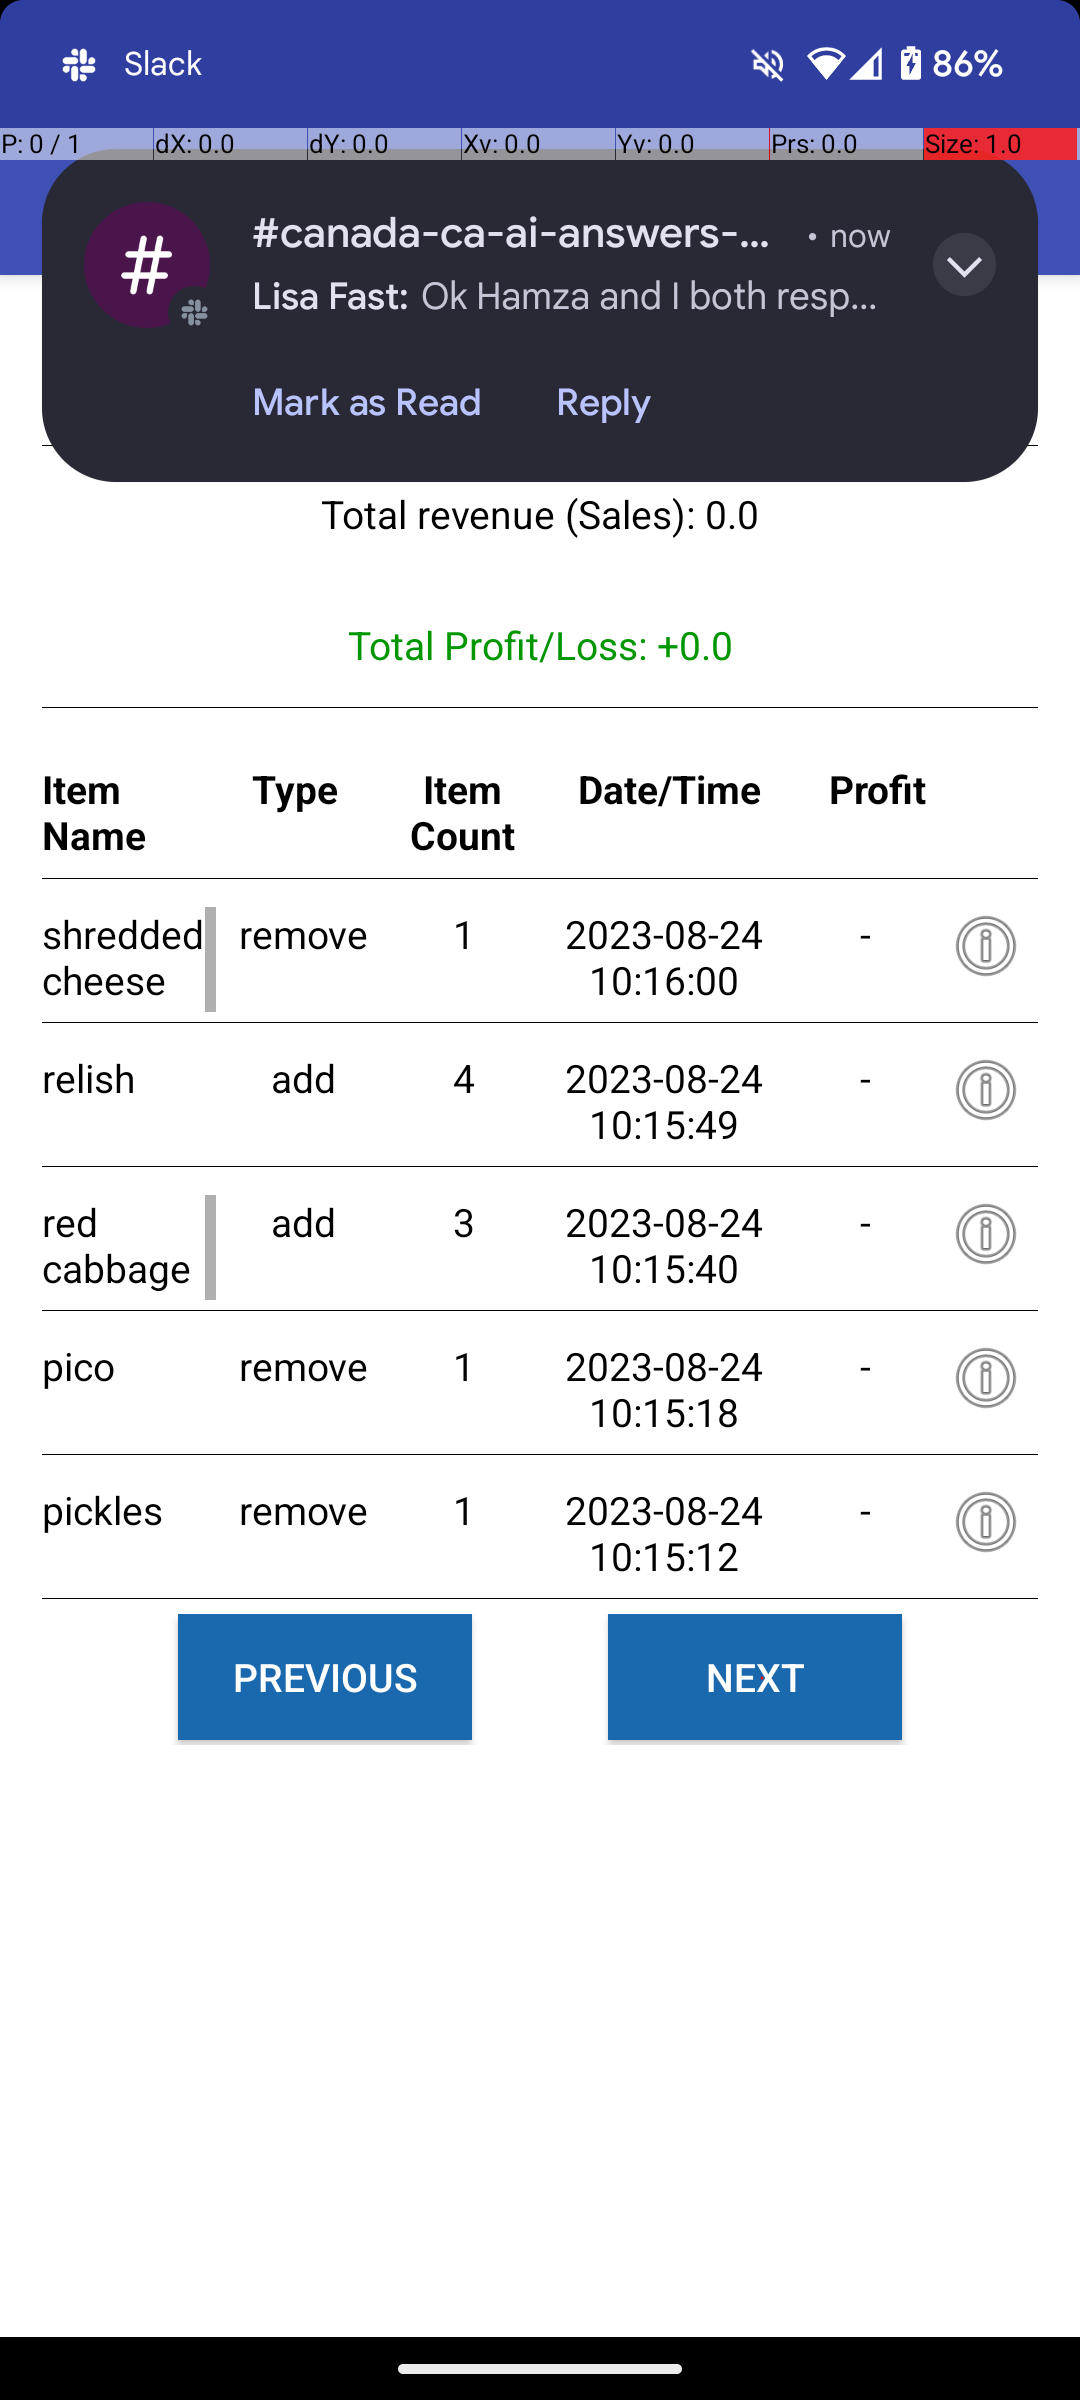 Slack 86%
P: 0 / 1 dX: 0.0 dY: 0.0 Xv: 0.0 Yv: 0.0 Prs: 0.0 Size: 1.0
#canada-ca-ai-answers-... • now
Lisa Fast: Ok Hamza and I both resp...
Mark as Read Reply
Total revenue (Sales): 0.0
Total Profit/Loss: +0.0
Item Name Type Item Count Date/Time Profit
shredded cheese remove 1 2023-08-24 10:16:00 -
relish add 4 2023-08-24 10:15:49 -
red cabbage add 3 2023-08-24 10:15:40 -
pico remove 1 2023-08-24 10:15:18 -
pickles remove 1 2023-08-24 10:15:12 -
PREVIOUS NEXT